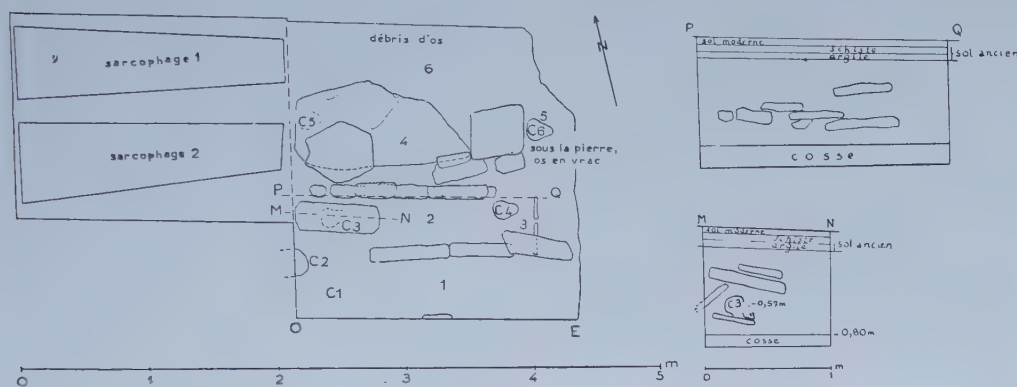 débris d'os
6
N
sarcophage 1
sarcophage 2
C5
4
5
C6
sous la pierre,
os en vrac
P
Q
M
N
2
C4
C3
3
C2
C1
1
O
E
0 1 2 3 4 5 m
P
Q
sol moderne
schiste
argile
sol ancien
COSSE
M
N
sol moderne
schiste
argile
sol ancien
C3
-0,57m
-0,80m
COSSE
0
1
m